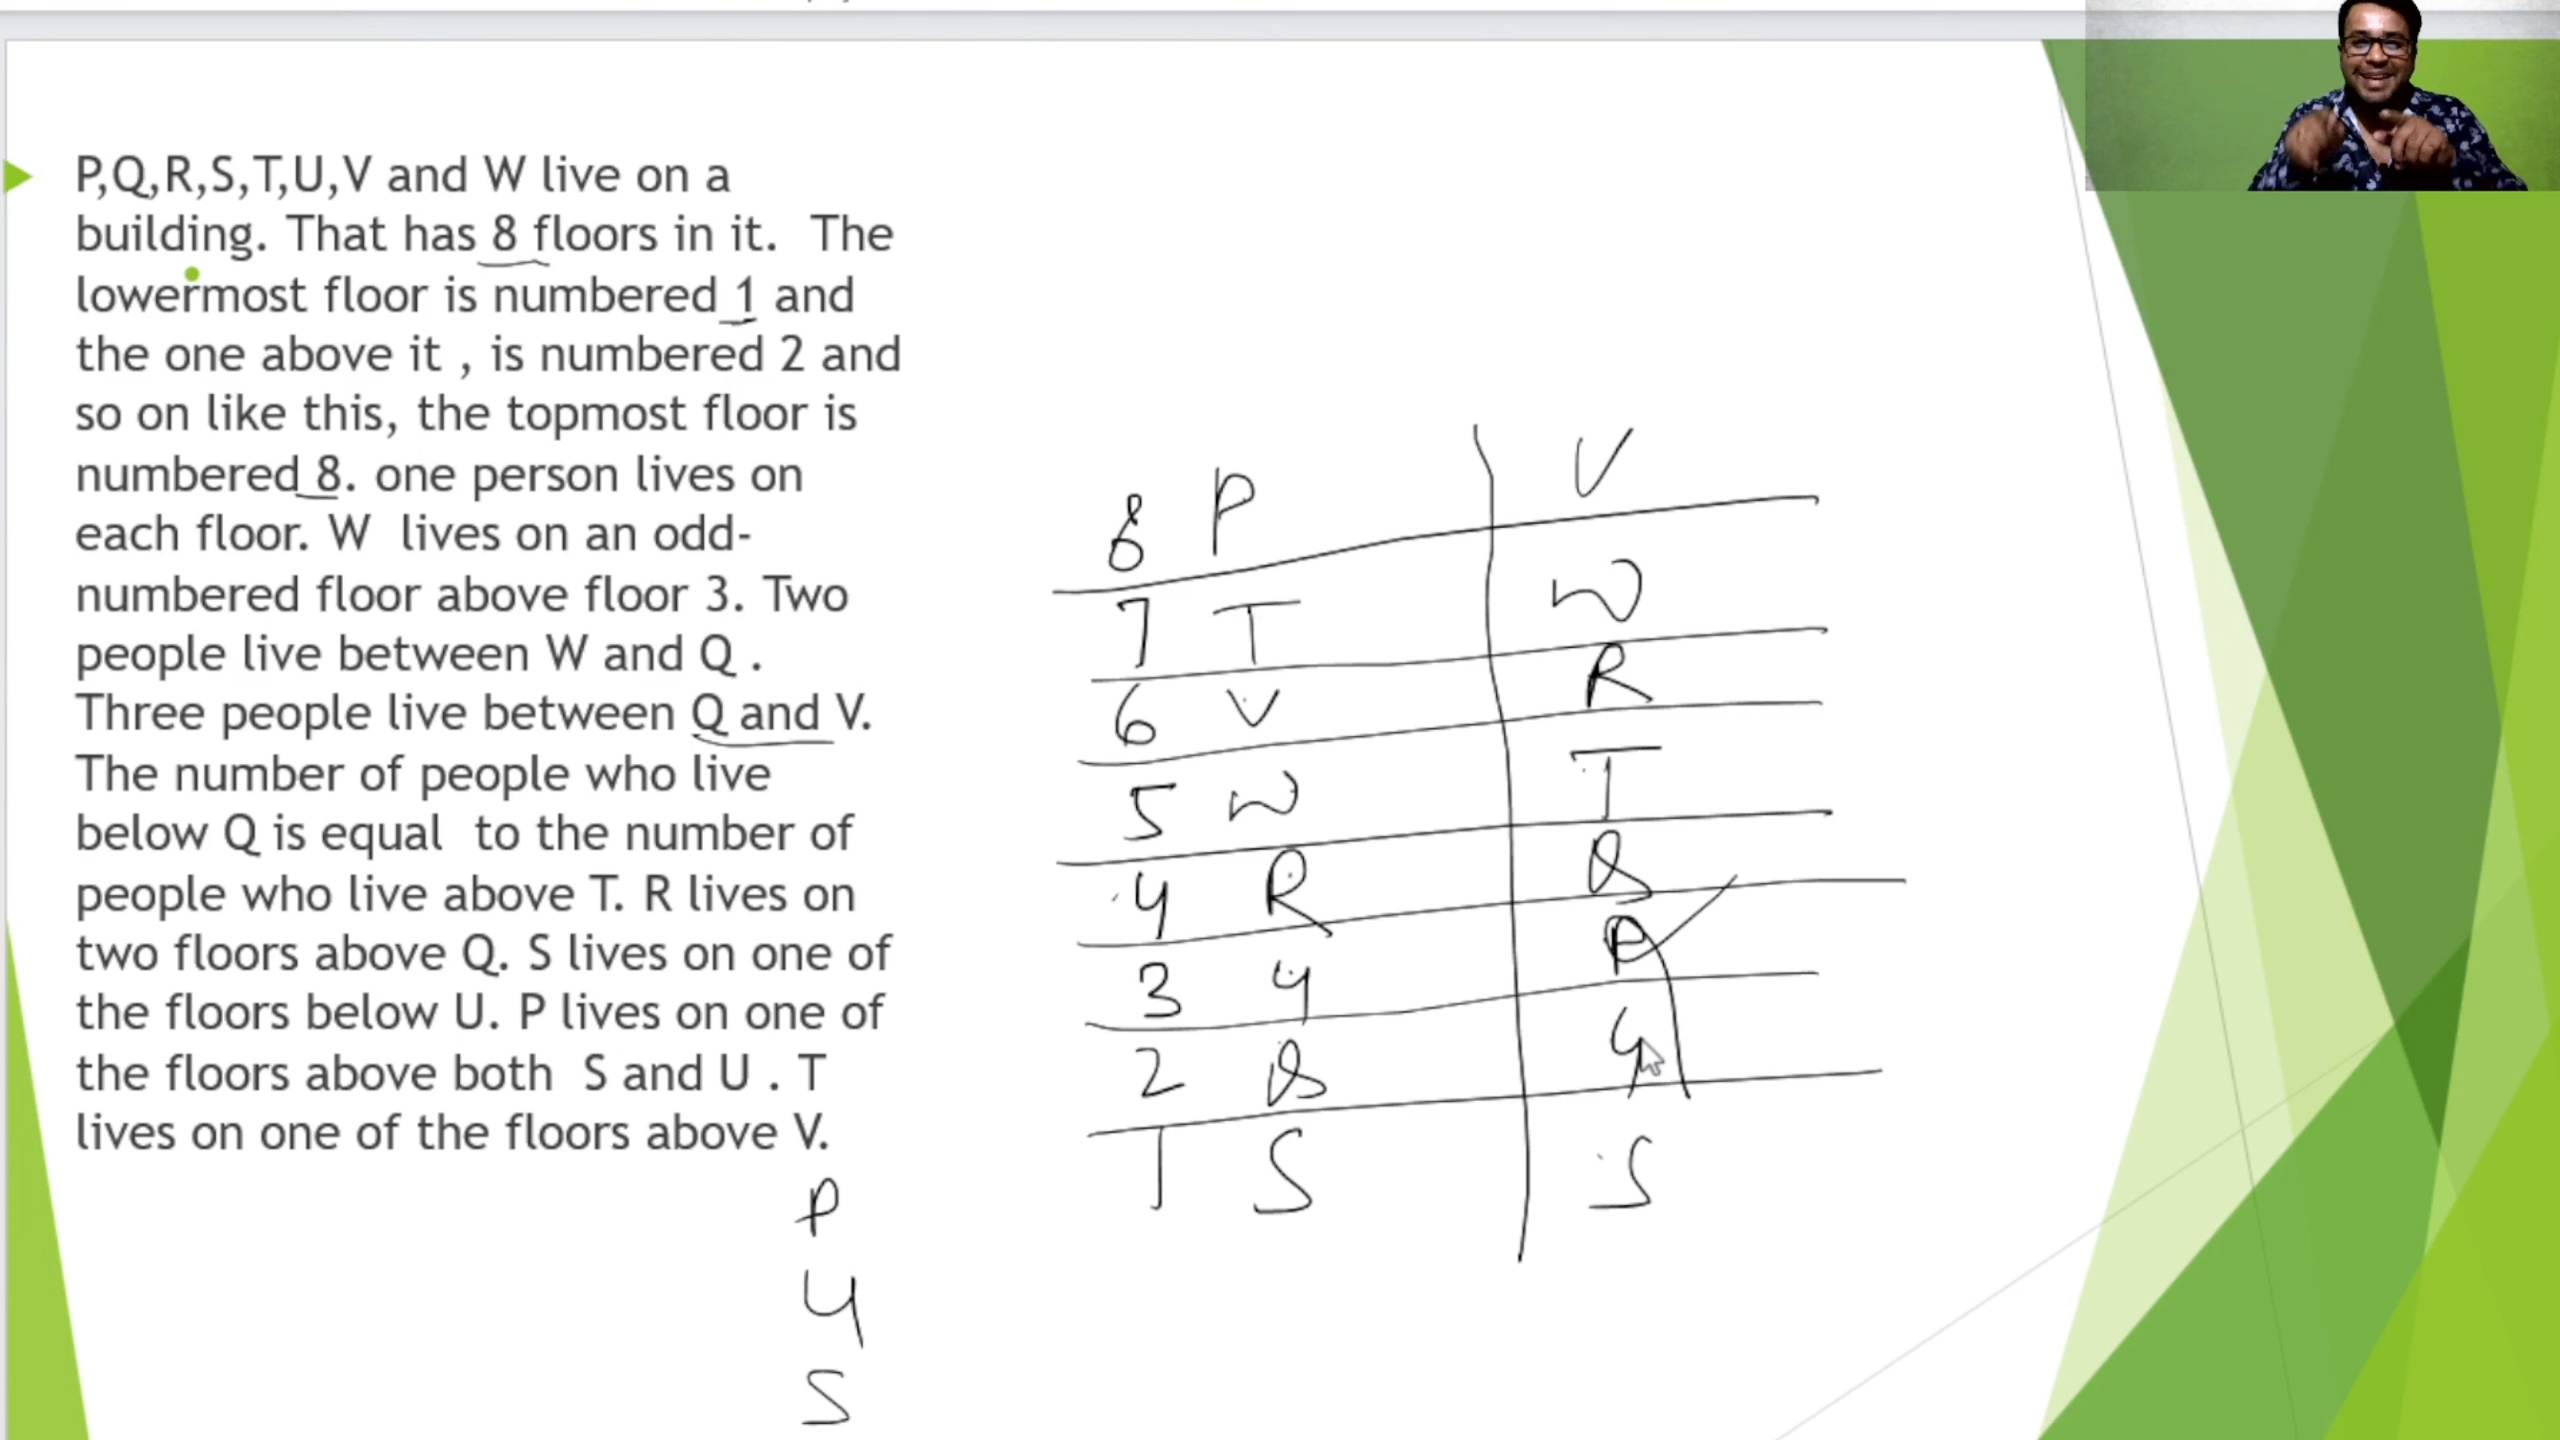 P,Q,R,S,T,U,V and W live on a
building. That has 8 floors in it. The
lowermost floor is numbered 1 and
the one above it , is numbered 2 and
so on like this, the topmost floor is
numbered 8. one person lives on
each floor. W lives on an odd-
numbered floor above floor 3. Two
people live between W and Q .
Three people live between Q and V.
The number of people who live
below Q is equal to the number of
people who live above T. R lives on
two floors above Q. S lives on one of
the floors below U. P lives on one of
the floors above both S and U . T
lives on one of the floors above V.
P
U
S
8 P V
7 T W
6 V R
5 W T
4 R Q
3 U P
2 Q U
1 S S